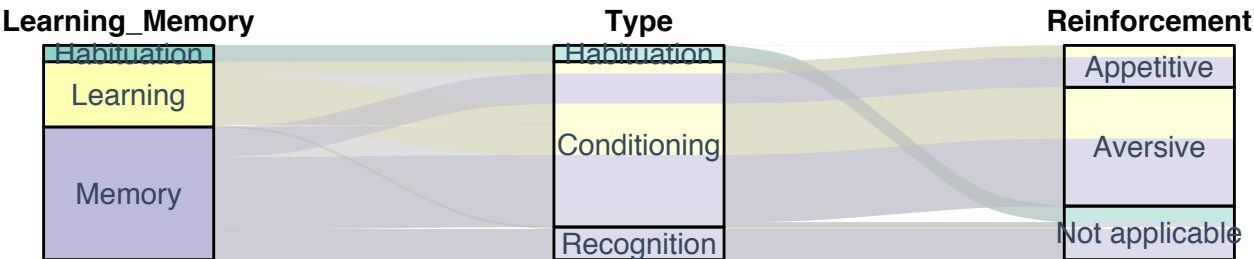 Learning_Memory Type Reinforcement
Habituation Habituation
Appetitive
Learning
Conditioning
Aversive
Memory
Not applicable
Recognition